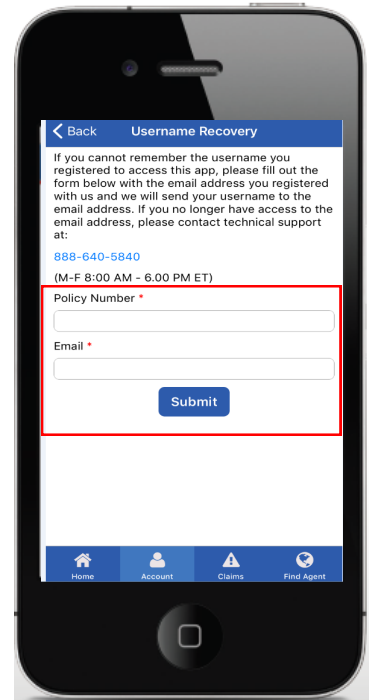 Back Username Recovery
If you cannot remember the username you
registered to access this app, please fill out the
form below with the email address you registered
with us and we will send your username to the
email address. If you no longer have access to the
email address, please contact technical support
at:
888-640-5840
(M-F 8:00 AM - 6.00 PM ET)
Policy Number *
Email *
Submit
Home Account Claims Find Agent